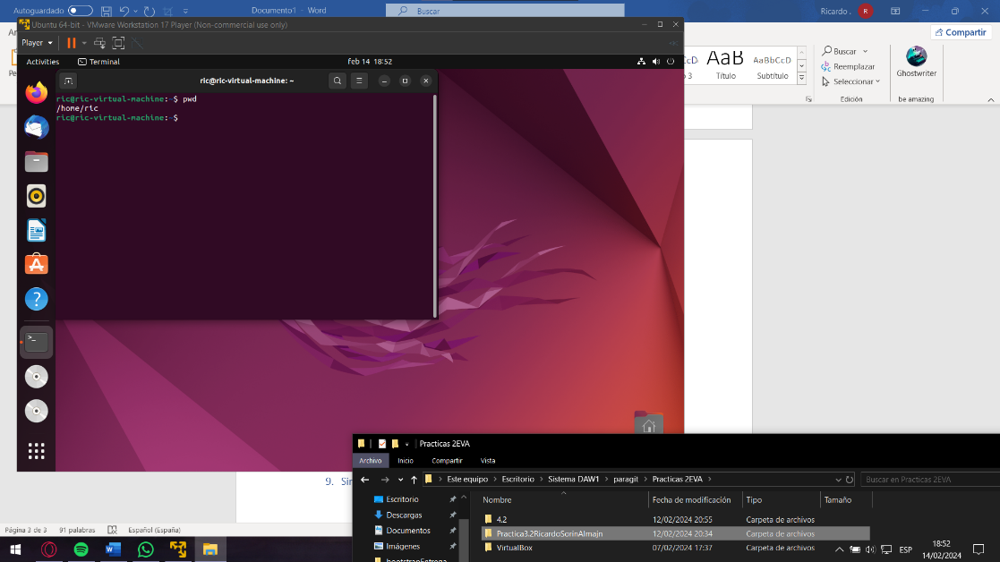 Autoguardado
Documento1 - Word
Buscar
Ricardo .
R
Ubuntu 64-bit - VMware Workstation 17 Player (Non-commercial use only)
Player
Compartir
Activities
Terminal
feb 14 18:52
ric@ric-virtual-machine: ~
ric@ric-virtual-machine:~$ pwd
/home/ric
ric@ric-virtual-machine:~$
AaB
AaBbCcD
Título
Subtítulo
Buscar
Reemplazar
Seleccionar
Edición
Ghostwriter
be amazing
Practicas 2EVA
Archivo
Inicio
Compartir
Vista
Este equipo > Escritorio > Sistema DAW1 > paragit > Practicas 2EVA >
Buscar en Practicas 2EVA
Escritorio
Descargas
Documentos
Imágenes
bootstrapEntrega
Nombre
Fecha de modificación
Tipo
Tamaño
4.2
12/02/2024 20:55
Carpeta de archivos
Practica3.2RicardoSorinAlmajn
12/02/2024 20:34
Carpeta de archivos
VirtualBox
07/02/2024 17:37
Carpeta de archivos
9. Sin
Página 3 de 3
91 palabras
Español (España)
ESP
18:52
14/02/2024